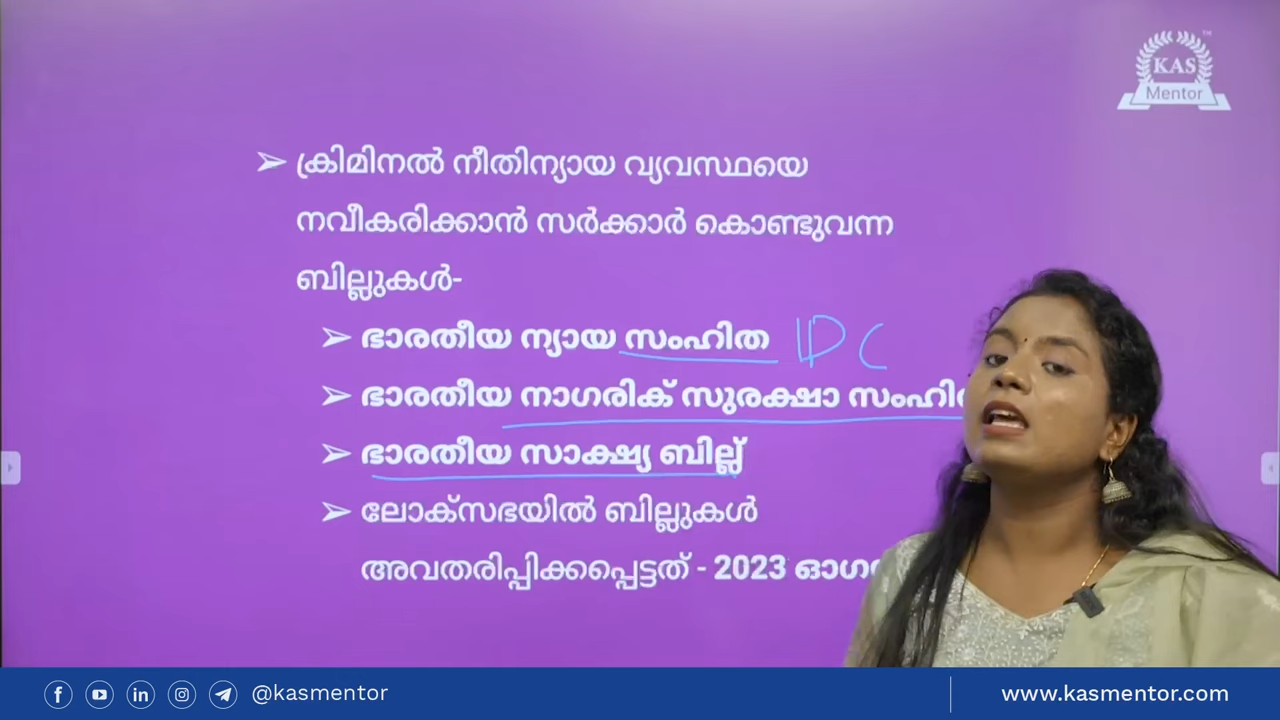 KAS
Mentor
TM
➢ ക്രിമിനൽ നീതിന്യായ വ്യവസ്ഥയെ
നവീകരിക്കാൻ സർക്കാർ കൊണ്ടുവന്ന
ബില്ലുകൾ-
➢ ഭാരതീയ ന്യായ സംഹിത IPC
➢ ഭാരതീയ നാഗരിക് സുരക്ഷാ
➢ ഭാരതീയ സാക്ഷ്യ ബില്ല്
➢ ലോക്സഭയിൽ ബില്ലുകൾ
അവതരിപ്പിക്കപ്പെട്ടത് - 2023
@kasmentor
www.kasmentor.com